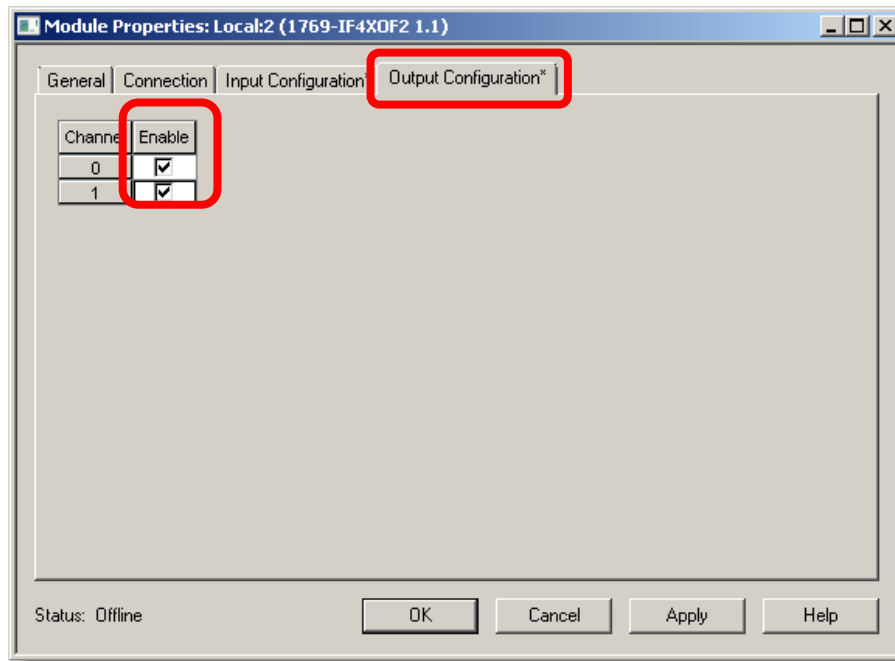 Module Properties: Local:2 (1769-IF4XOF2 1.1)
General Connection Input Configuration* Output Configuration*
Channe Enable
0
1
Status: Offline OK Cancel Apply Help